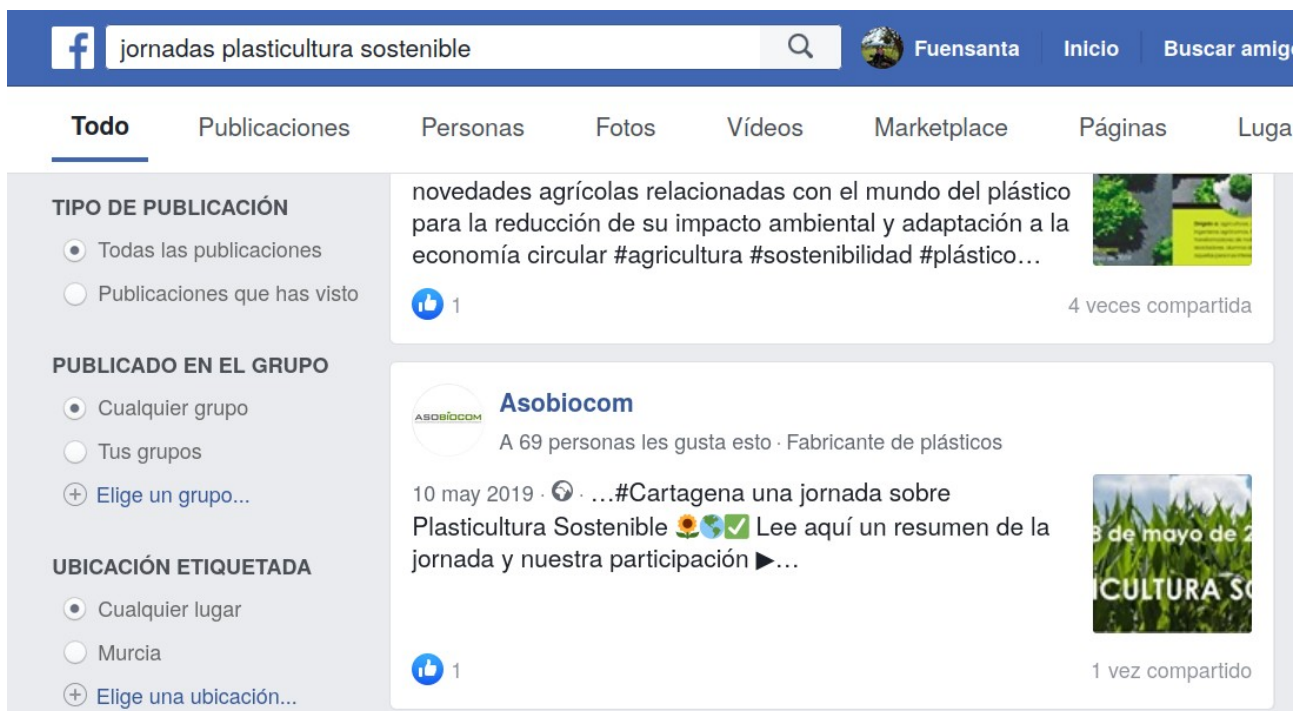 f jornadas plasticultura sostenible Fuensanta Inicio Buscar amig
Todo Publicaciones Personas Fotos Vídeos Marketplace Páginas Luga
TIPO DE PUBLICACIÓN
Todas las publicaciones
Publicaciones que has visto
PUBLICADO EN EL GRUPO
Cualquier grupo
Tus grupos
Elige un grupo...
UBICACIÓN ETIQUETADA
Cualquier lugar
Murcia
Elige una ubicación...
novedades agrícolas relacionadas con el mundo del plástico
para la reducción de su impacto ambiental y adaptación a la
economía circular #agricultura #sostenibilidad #plástico…
1
4 veces compartida
ASOBIOCOM
Asobiocom
A 69 personas les gusta esto · Fabricante de plásticos
10 may 2019 · …#Cartagena una jornada sobre
Plasticultura Sostenible 🌻🌎✅ Lee aquí un resumen de la
jornada y nuestra participación ▶…
8 de mayo de 2
ICULTURA SO
1
1 vez compartido